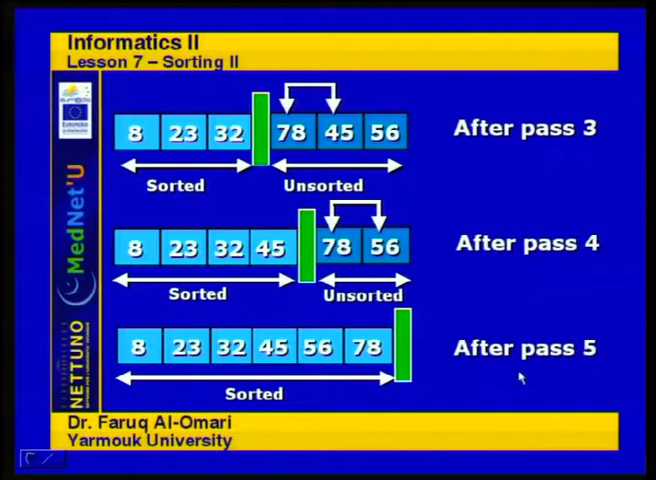 Informatics II
Lesson 7 – Sorting II
8 23 32 78 45 56 After pass 3
Sorted Unsorted
8 23 32 45 78 56 After pass 4
Sorted Unsorted
8 23 32 45 56 78 After pass 5
Sorted
MedNet'U
NETTUNO
Dr. Faruq Al-Omari
Yarmouk University